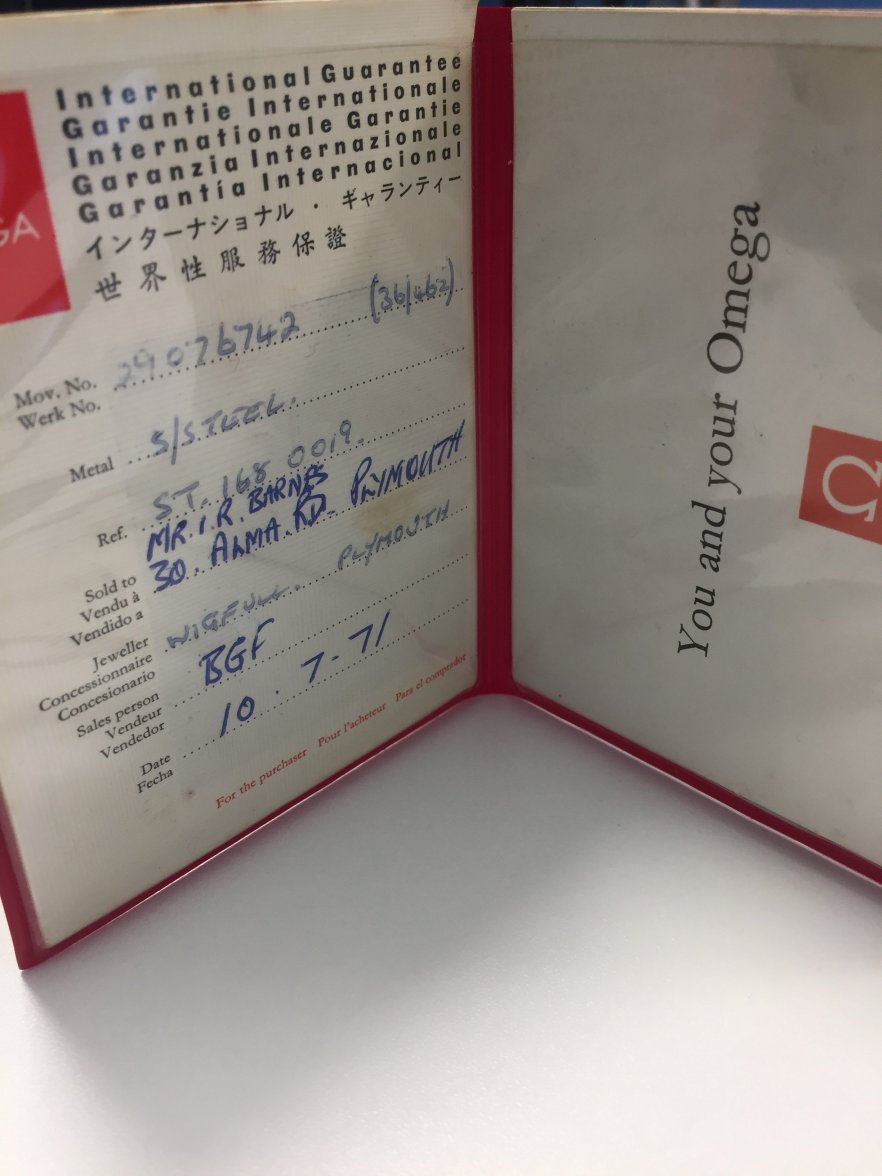 GA
International Guarantee
Garantie Internationale
Internationale Garantie
Garanzia Internazionale
Garantía Internacional
インターナショナル・ギャランティー
世界性服務保證
Mov. No. 29076742 (36/462)
Werk No.
Metal S/STEEL.
Ref. ST. 168 0019.
MR. I. R. BARNES
Sold to 30. ALMA RD. PLYMOUTH
Vendu à
Vendido a
Jeweller WIGFULL. PLYMOUTH
Concessionnaire
Concesionario
Sales person BGF
Vendeur
Vendedor
Date 10. 7-71
Fecha
For the purchaser Pour l'acheteur Para el comprador
You and your Omega
Ω